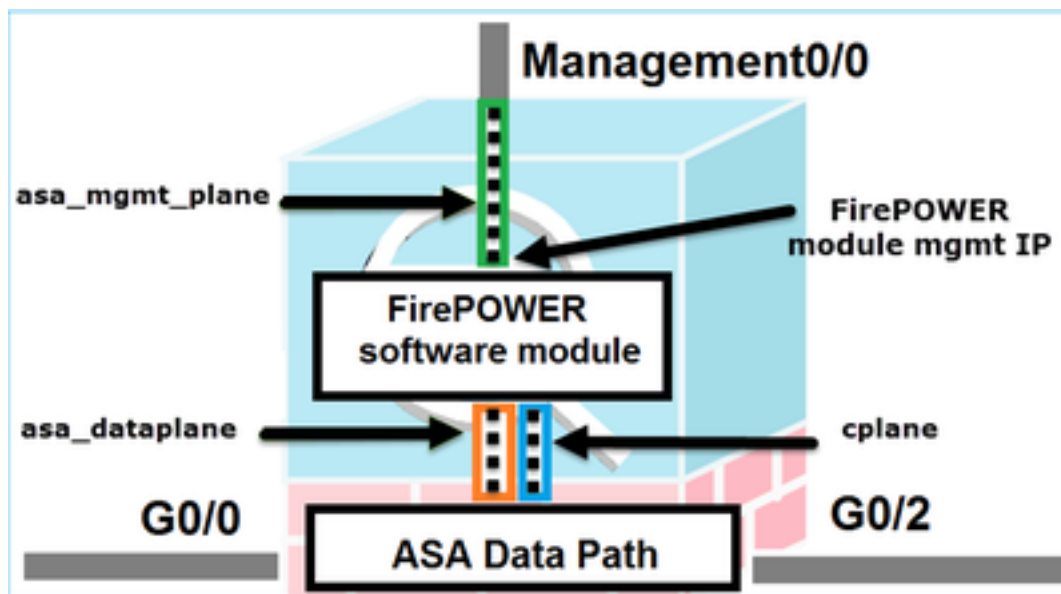 Management0/0
asa_mgmt_plane
FirePOWER
module mgmt IP
FirePOWER
software module
asa_dataplane
cplane
G0/0
G0/2
ASA Data Path